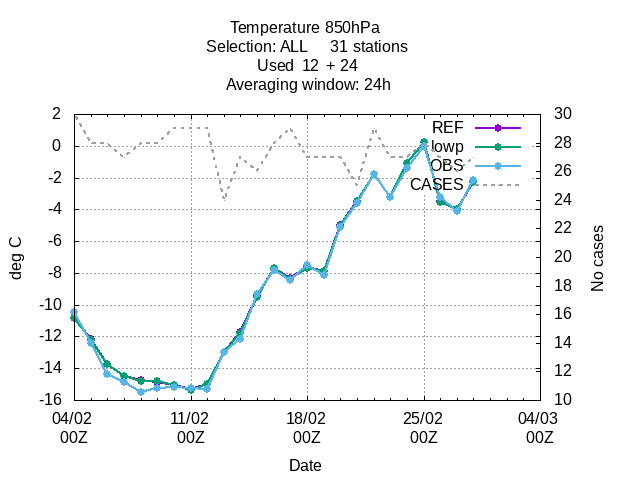 Temperature 850hPa
Selection: ALL 31 stations
Used 12 + 24
Averaging window: 24h
2
0
-2
-4
-6
-8
-10
-12
-14
-16
deg C
30
28
26
24
22
20
18
16
14
12
10
No cases
REF
lowp
OBS
CASES
04/02 11/02 18/02 25/02 04/03
00Z 00Z 00Z 00Z 00Z
Date